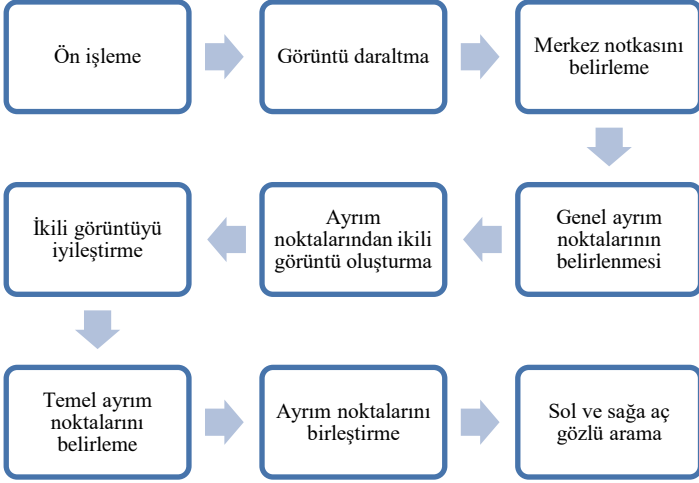 Ön işleme
Görüntü daraltma
Merkez notkasını
belirleme
Genel ayrım
noktalarının
belirlenmesi
Ayrım
noktalarından ikili
görüntü oluşturma
İkili görüntüyü
iyileştirme
Temel ayrım
noktalarını
belirleme
Ayrım noktalarını
birleştirme
Sol ve sağa aç
gözlü arama